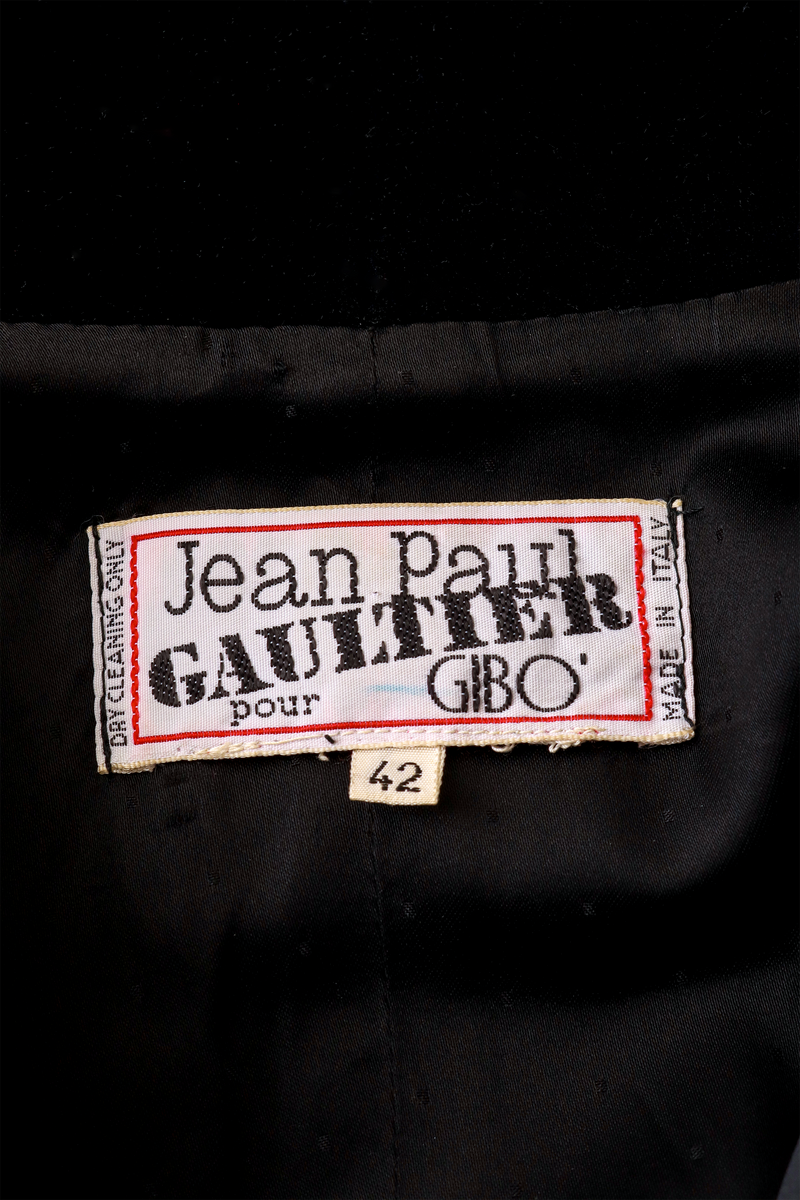 DRY CLEANING ONLY
Jean Paul
GAULTIER
pour GIBO'
MADE IN ITALY
42